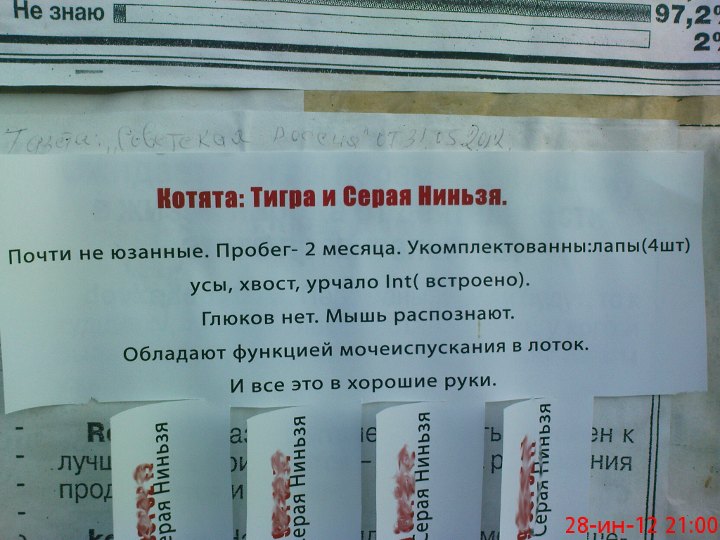 Не знаю 97,2%
2%
Газета: "Советская Россия" от 31.05.2012.
Котята: Тигра и Серая Ниньзя.
Почти не юзанные. Пробег- 2 месяца. Укомплектованны:лапы(4шт)
усы, хвост, урчало Int( встроено).
Глюков нет. Мышь распознают.
Обладают функцией мочеиспускания в лоток.
И все это в хорошие руки.
Серая Ниньзя
Серая Ниньзя
Серая Ниньзя
Серая Ниньзя
28-ин-12 21:00